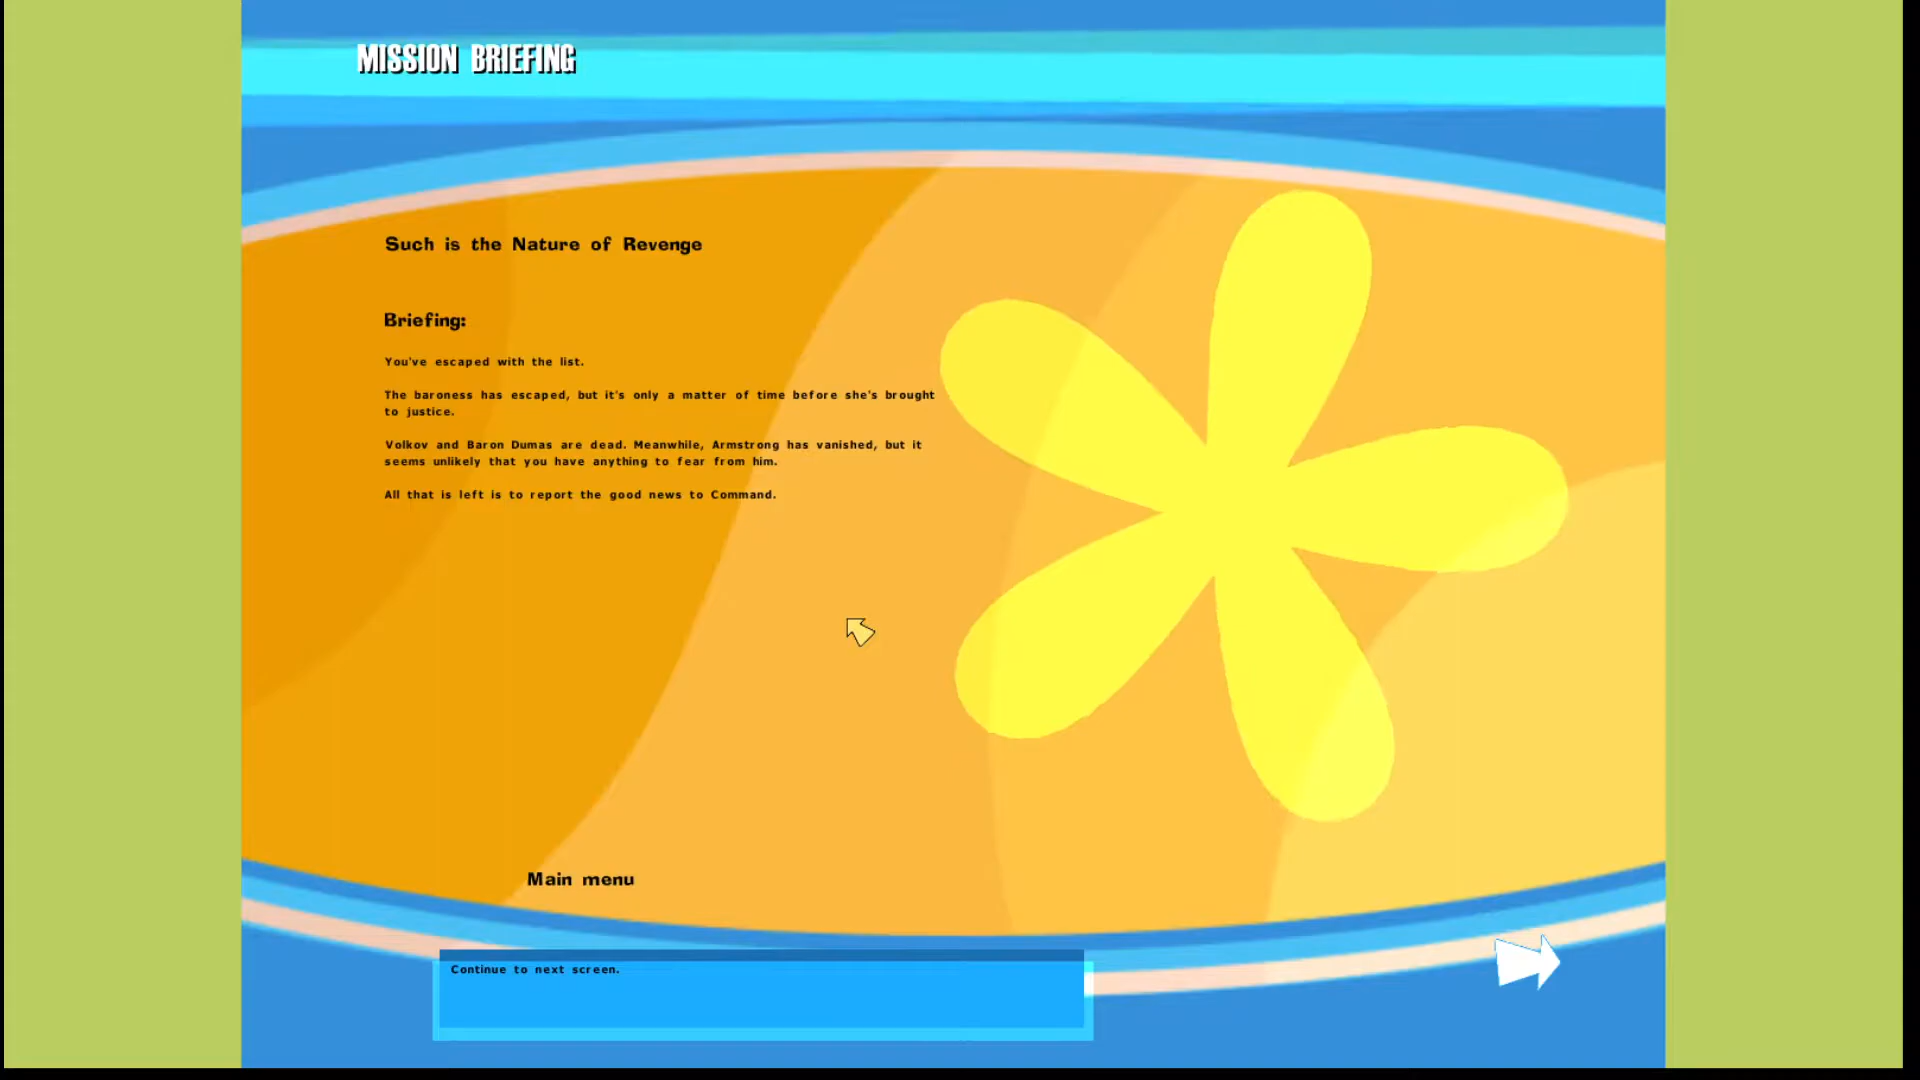 MISSION BRIEFING
Such is the Nature of Revenge
Briefing:
You've escaped with the list.
The baroness has escaped, but it's only a matter of time before she's brought
to justice.
Volkov and Baron Dumas are dead. Meanwhile, Armstrong has vanished, but it
seems unlikely that you have anything to fear from him.
All that is left is to report the good news to Command.
Main menu
Continue to next screen.